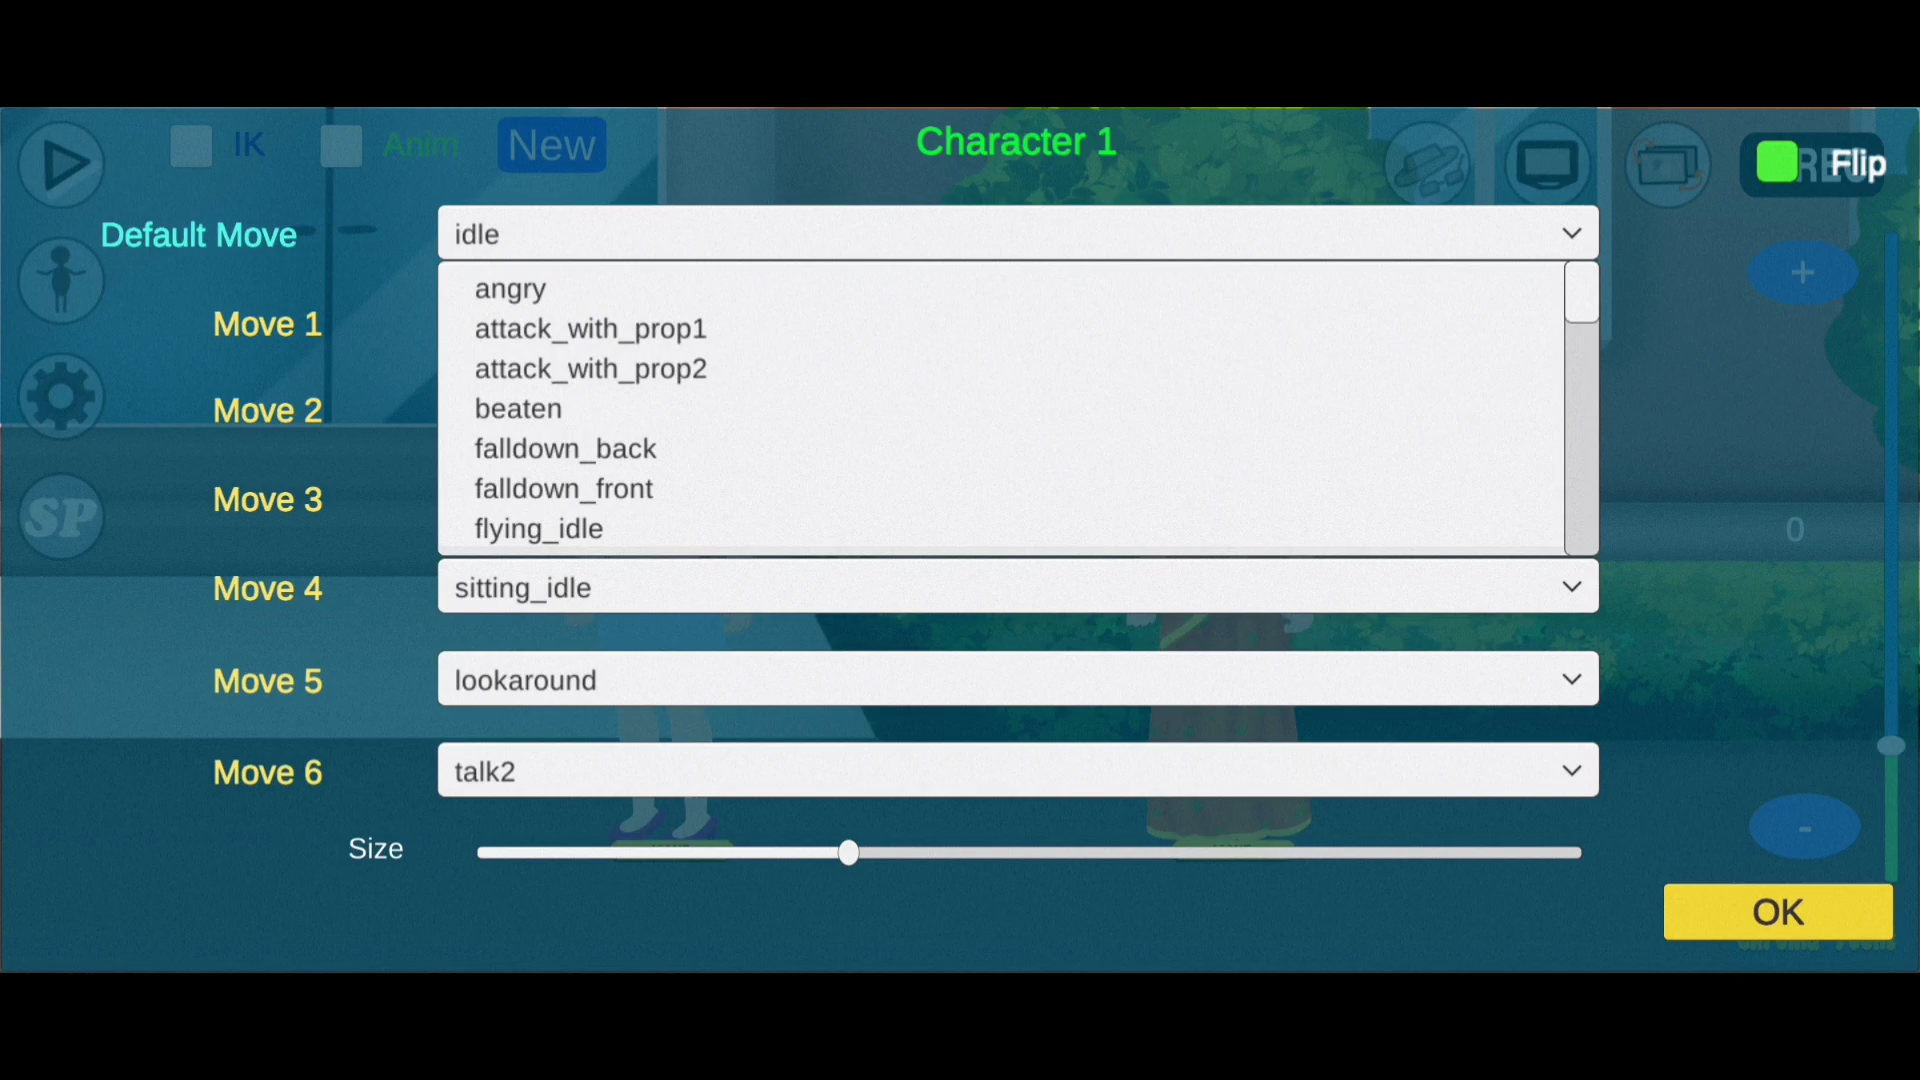 IK
Anim
New
Character 1
Flip
Default Move
idle
angry
attack_with_prop1
attack_with_prop2
beaten
falldown_back
falldown_front
flying_idle
Move 1
Move 2
Move 3
SP
0
Move 4
sitting_idle
Move 5
lookaround
Move 6
talk2
+
-
Size
OK